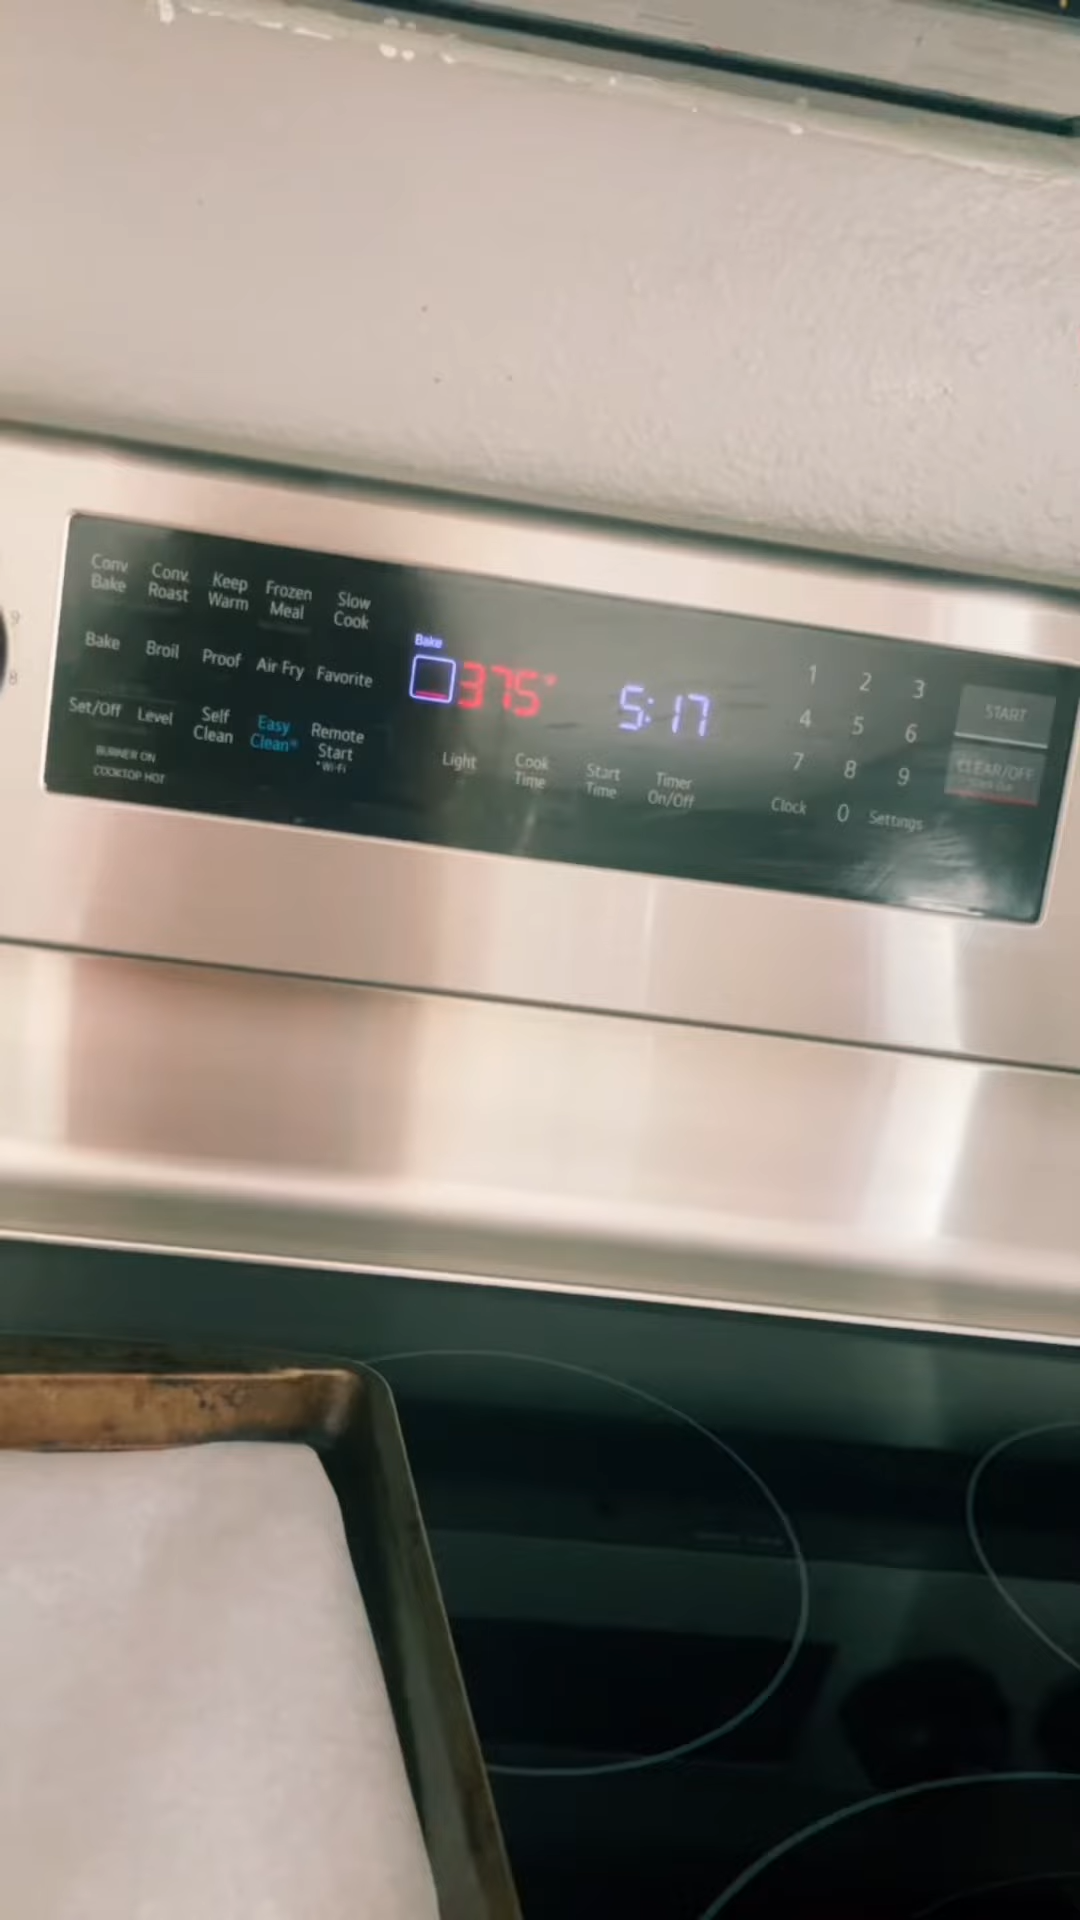 Conv Bake
Conv. Roast
Keep Warm
Frozen Meal
Slow Cook
Bake
Broil
Proof
Air Fry
Favorite
Set/Off
Level
Self Clean
Easy Clean®
Remote Start
*Wi-Fi
BURNER ON
COOKTOP HOT
Bake
375°
5:17
Light
Cook Time
Start Time
Timer On/Off
1 2 3
4 5 6
7 8 9
Clock 0 Settings
START
CLEAR/OFF
9
8